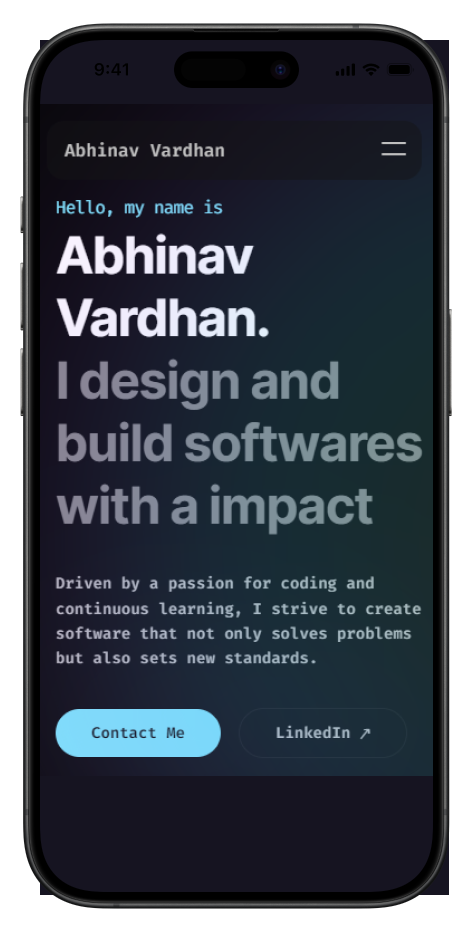 9:41
Abhinav Vardhan
Hello, my name is
Abhinav
Vardhan.
I design and
build softwares
with a impact
Driven by a passion for coding and
continuous learning, I strive to create
software that not only solves problems
but also sets new standards.
Contact Me
LinkedIn ↗